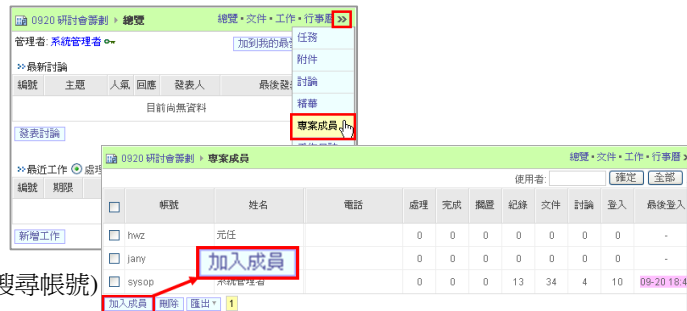 0920 研討會籌劃 ▸ 總覽 總覽 • 文件 • 工作 • 行事曆 »
管理者: 系統管理者 加到我的最
任務
附件
討論
精華
專案成員
»最新討論
編號 主題 人氣 回應 發表人 最後發
目前尚無資料
發表討論
»最近工作 處理
編號 期限
新增工作
0920 研討會籌劃 ▸ 專案成員 總覽 • 文件 • 工作 • 行事曆
使用者: 確定 全部
帳號 姓名 電話 處理 完成 擱置 紀錄 文件 討論 登入 最後登入
hwz 元任 0 0 0 0 0 0 0 -
jany 0 0 0 0 0 0 0 -
sysop 系統管理者 0 0 0 13 34 4 10 09-20 18:4
加入成員
加入成員 刪除 匯出 1
搜尋帳號)